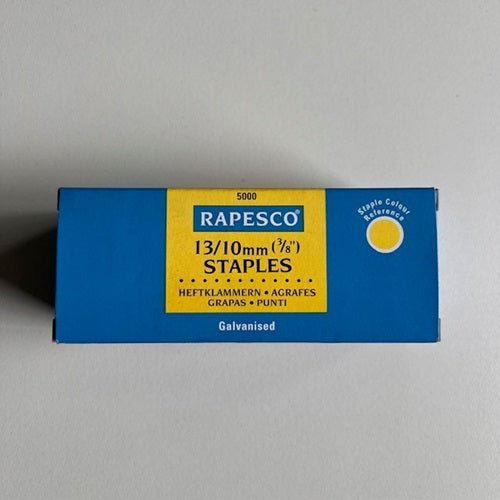 5000
RAPESCO®
13/10mm (3/8")
STAPLES
HEFTKLAMMERN • AGRAFES
GRAPAS • PUNTI
Galvanised
Staple Colour
Reference